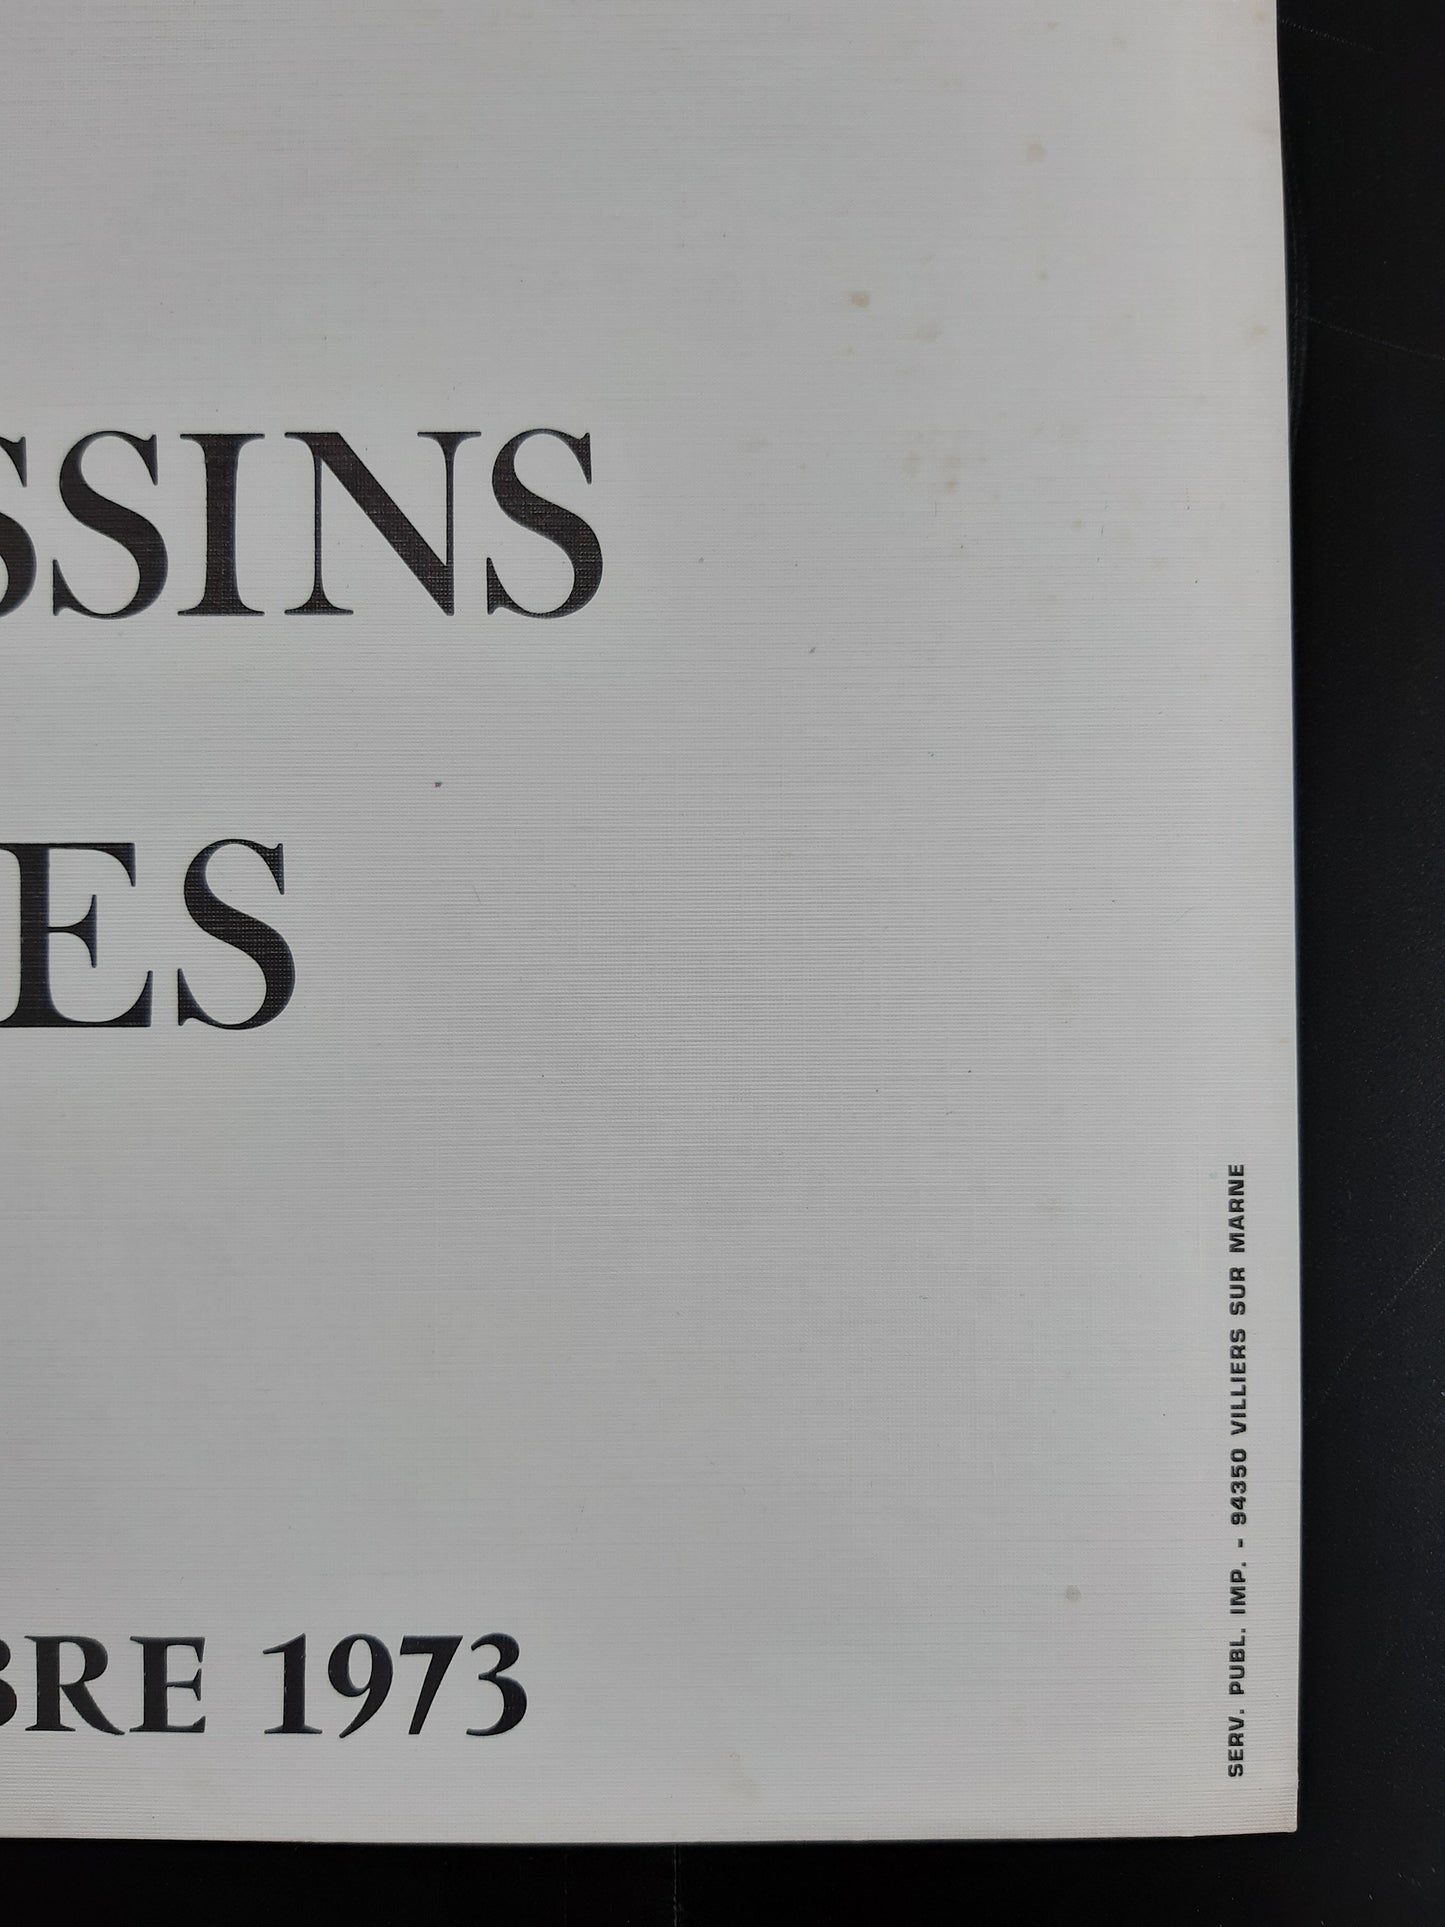 SSINS
ES
BRE 1973
SERV. PUBL. IMP. - 94350 VILLIERS SUR MARNE